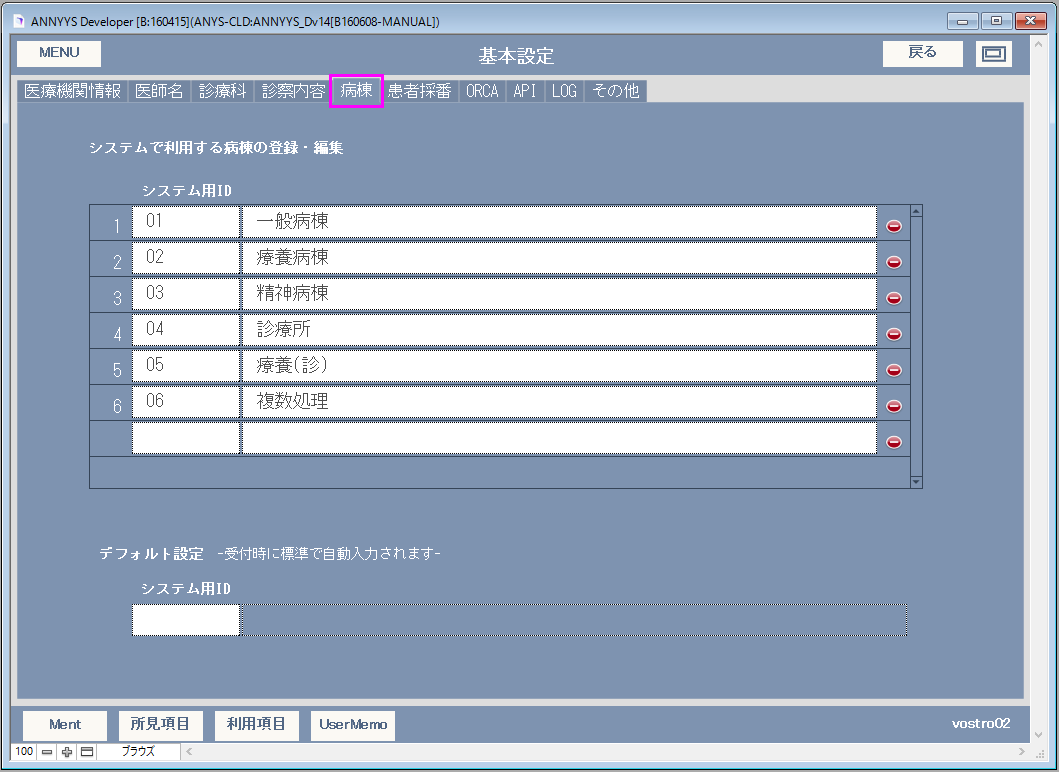 ANNYYS Developer [B:160415](ANYS-CLD:ANNYYS_Dv14[B160608-MANUAL])
MENU 基本設定 戻る
医療機関情報 医師名 診療科 診察内容 病棟 患者採番 ORCA API LOG その他
システムで利用する病棟の登録・編集
システム用ID
1 01 一般病棟
2 02 療養病棟
3 03 精神病棟
4 04 診療所
5 05 療養(診)
6 06 複数処理
デフォルト設定 -受付時に標準で自動入力されます-
システム用ID
Ment 所見項目 利用項目 UserMemo vostro02
100 ブラウズ